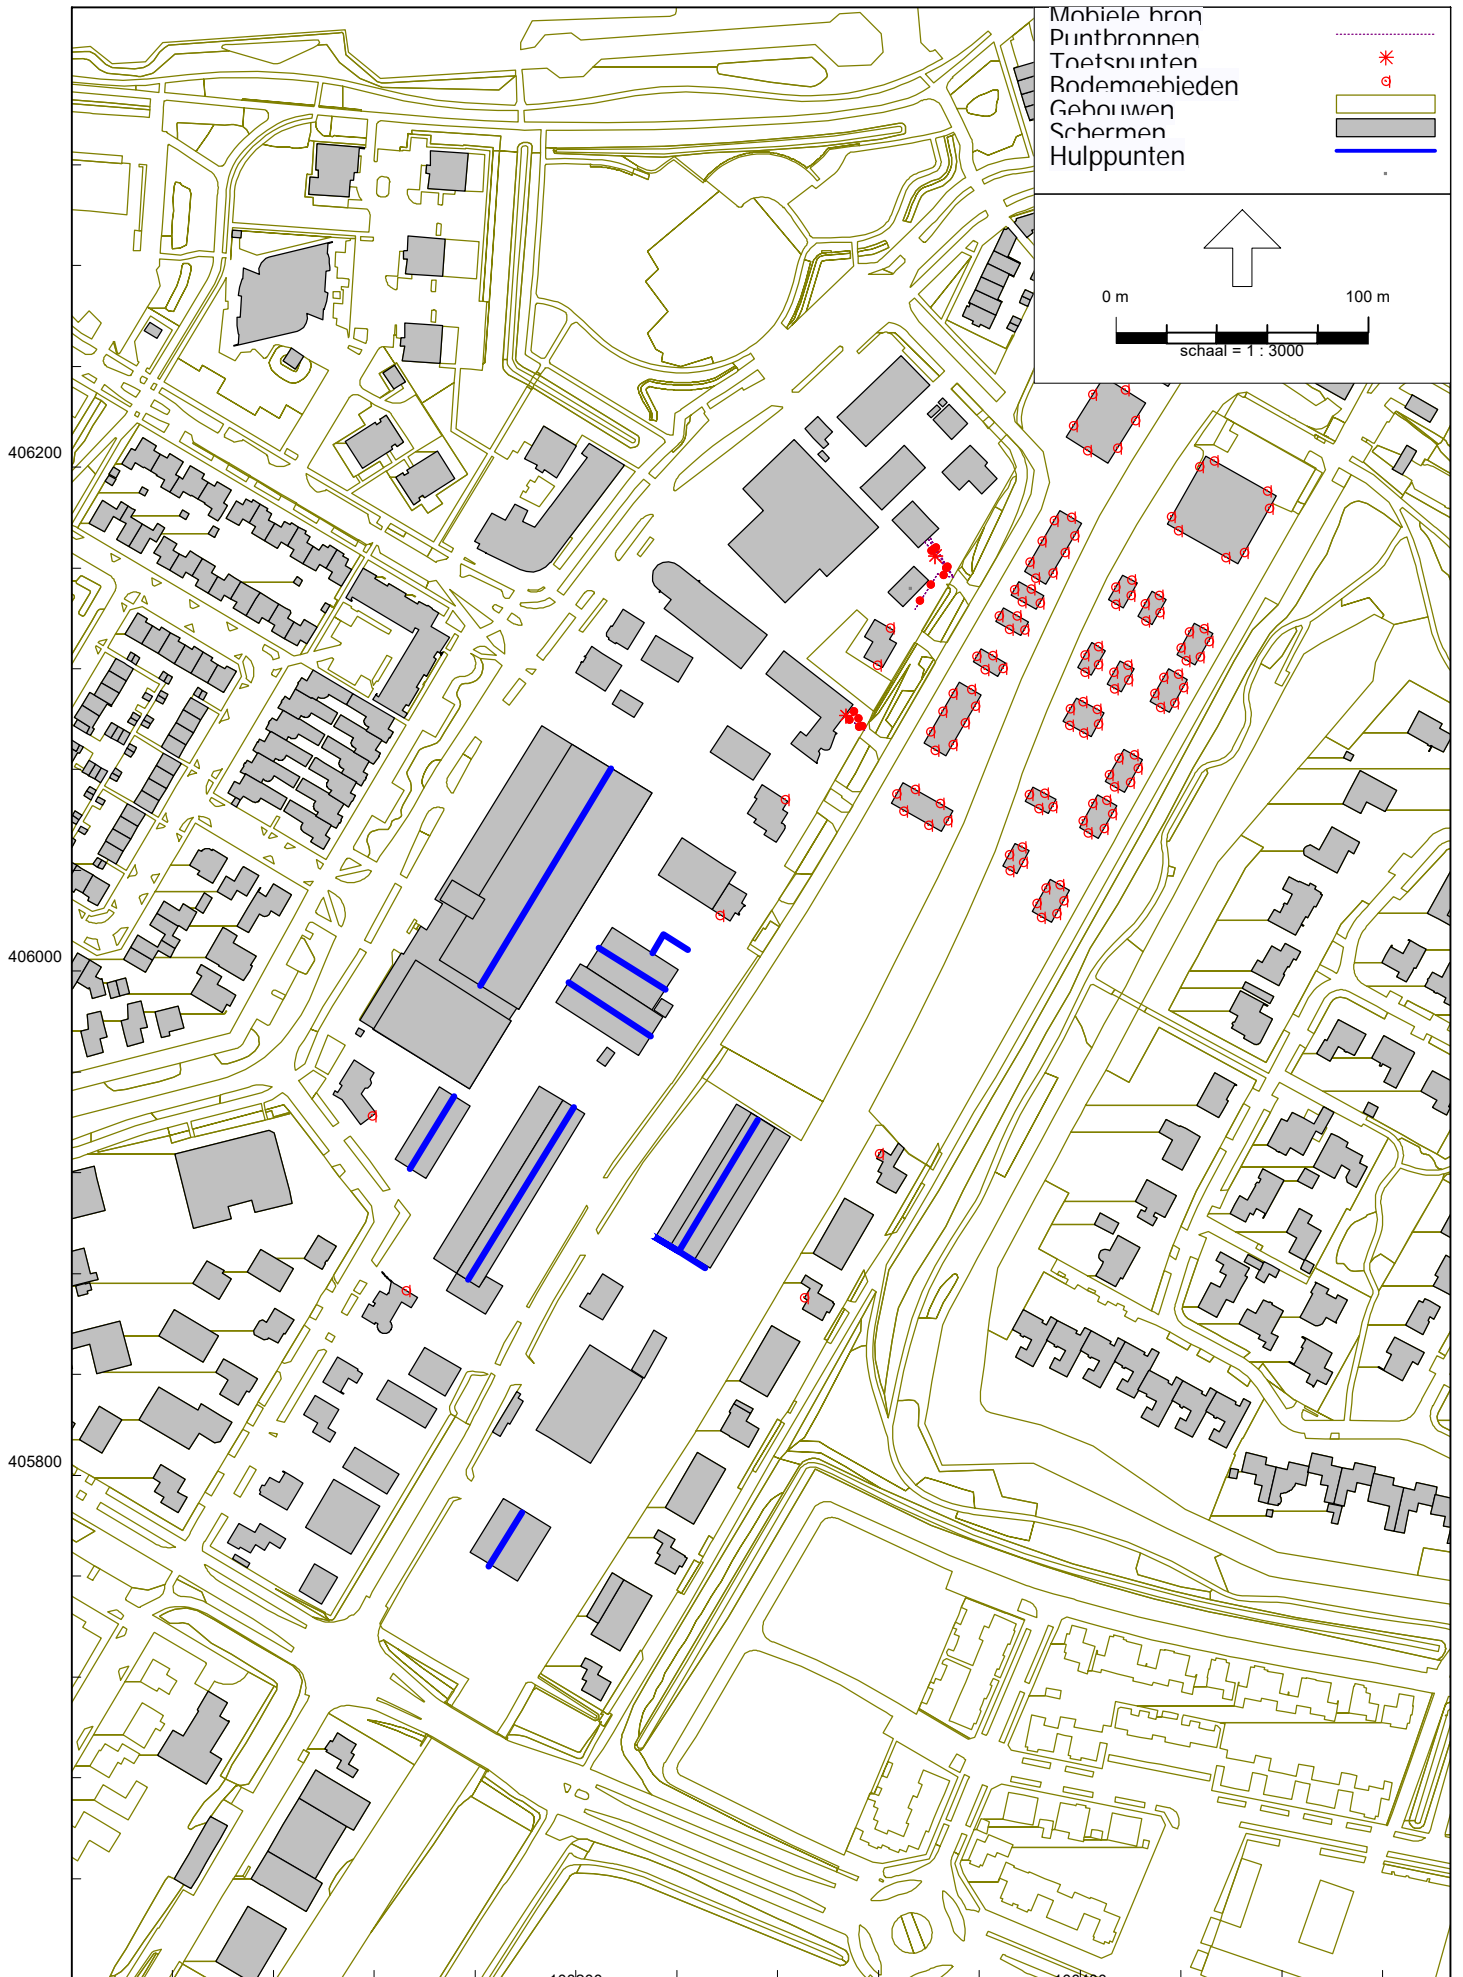 Mobiele bron
Puntbronnen
Toetspunten
Bodemgebieden
Gebouwen
Schermen
Hulppunten
0 m 100 m
schaal = 1 : 3000
406200
406000
405800